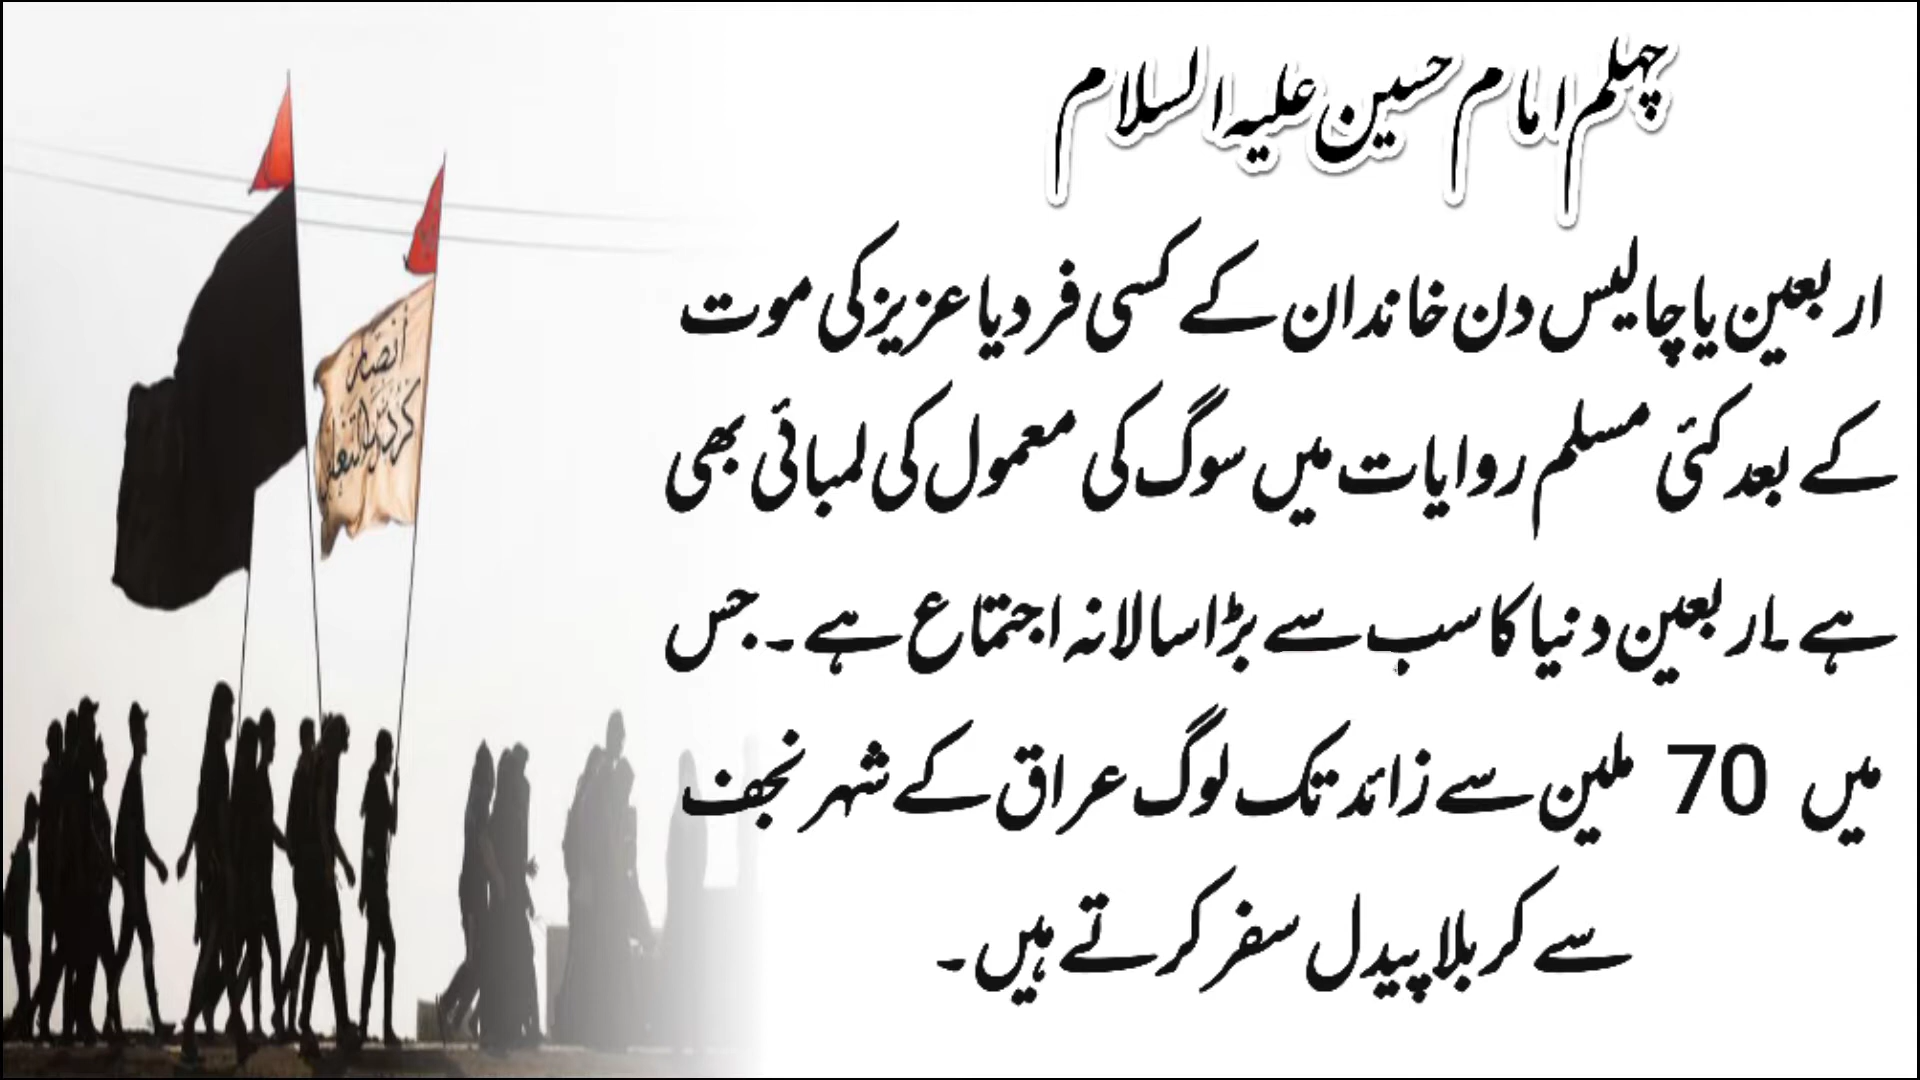 چہلم امام حسین علیہ السلام
اربعین یا چالیس دن خاندان کے کسی فرد یا عزیز کی موت
کے بعد کئی مسلم روایات میں سوگ کی معمول کی لمبائی بھی
ہے ۔اربعین دنیا کا سب سے بڑا سالانہ اجتماع ہے ۔ جس
میں 70 ملین سے زائد تک لوگ عراق کے شہر نجف
سے کربلا پیدل سفر کرتے ہیں ۔
أنصار